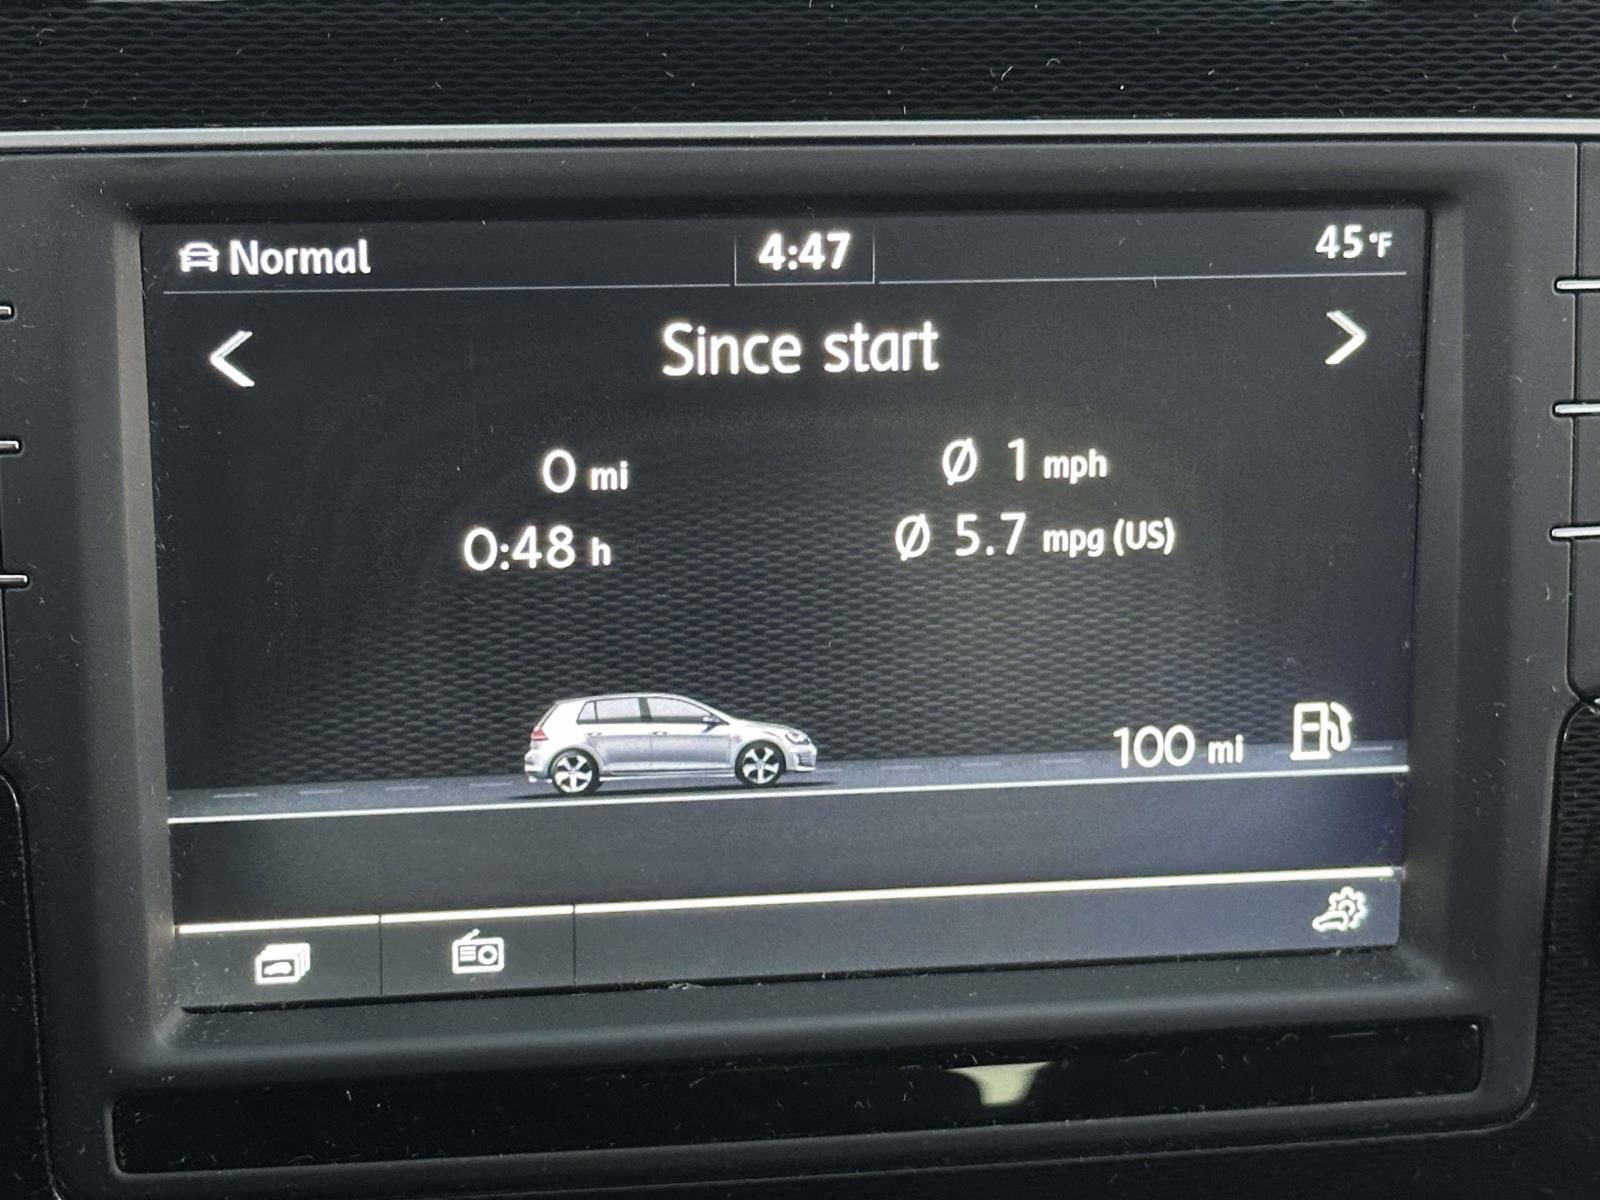 Normal 4:47 45°F
Since start
0 mi Ø 1 mph
0:48 h Ø 5.7 mpg (US)
100 mi